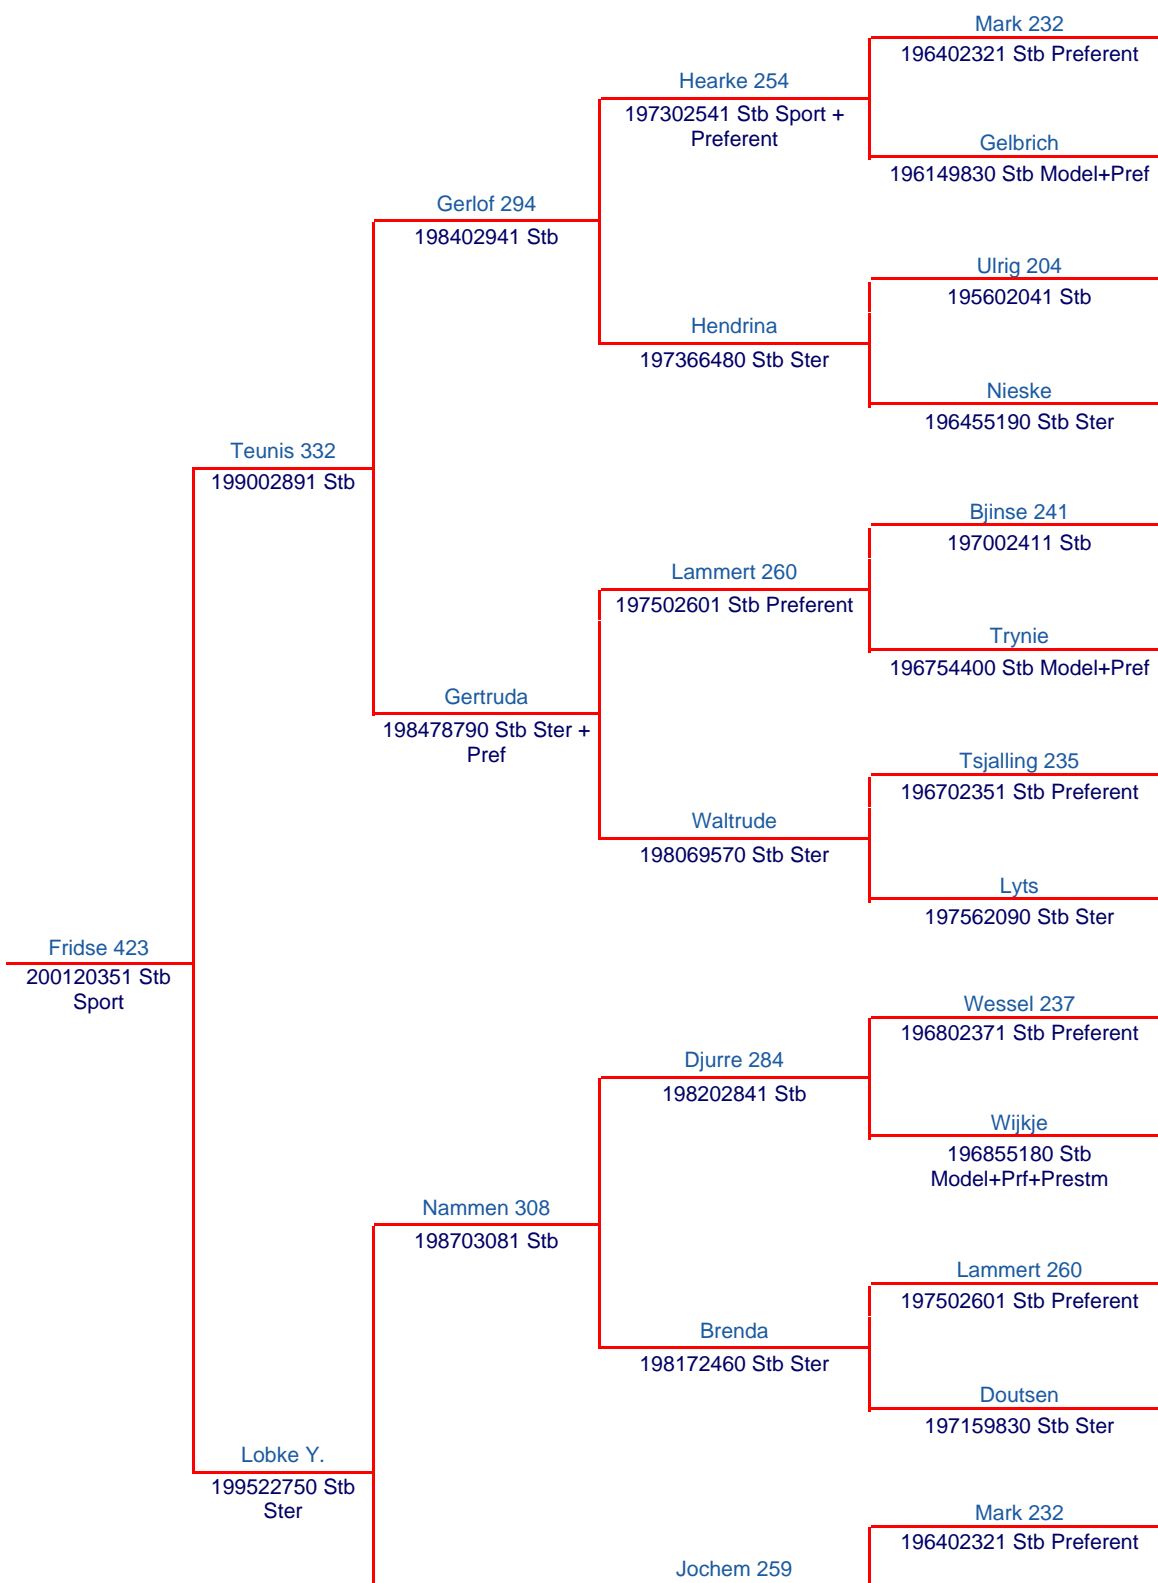 Mark 232
196402321 Stb Preferent
Hearke 254
197302541 Stb Sport +
Preferent
Gelbrich
196149830 Stb Model+Pref
Gerlof 294
198402941 Stb
Ulrig 204
195602041 Stb
Hendrina
197366480 Stb Ster
Nieske
196455190 Stb Ster
Teunis 332
199002891 Stb
Bjinse 241
197002411 Stb
Lammert 260
197502601 Stb Preferent
Trynie
196754400 Stb Model+Pref
Gertruda
198478790 Stb Ster +
Pref
Tsjalling 235
196702351 Stb Preferent
Waltrude
198069570 Stb Ster
Lyts
197562090 Stb Ster
Fridse 423
200120351 Stb
Sport
Wessel 237
196802371 Stb Preferent
Djurre 284
198202841 Stb
Wijkje
196855180 Stb
Model+Prf+Prestm
Nammen 308
198703081 Stb
Lammert 260
197502601 Stb Preferent
Brenda
198172460 Stb Ster
Doutsen
197159830 Stb Ster
Lobke Y.
199522750 Stb
Ster
Mark 232
196402321 Stb Preferent
Jochem 259